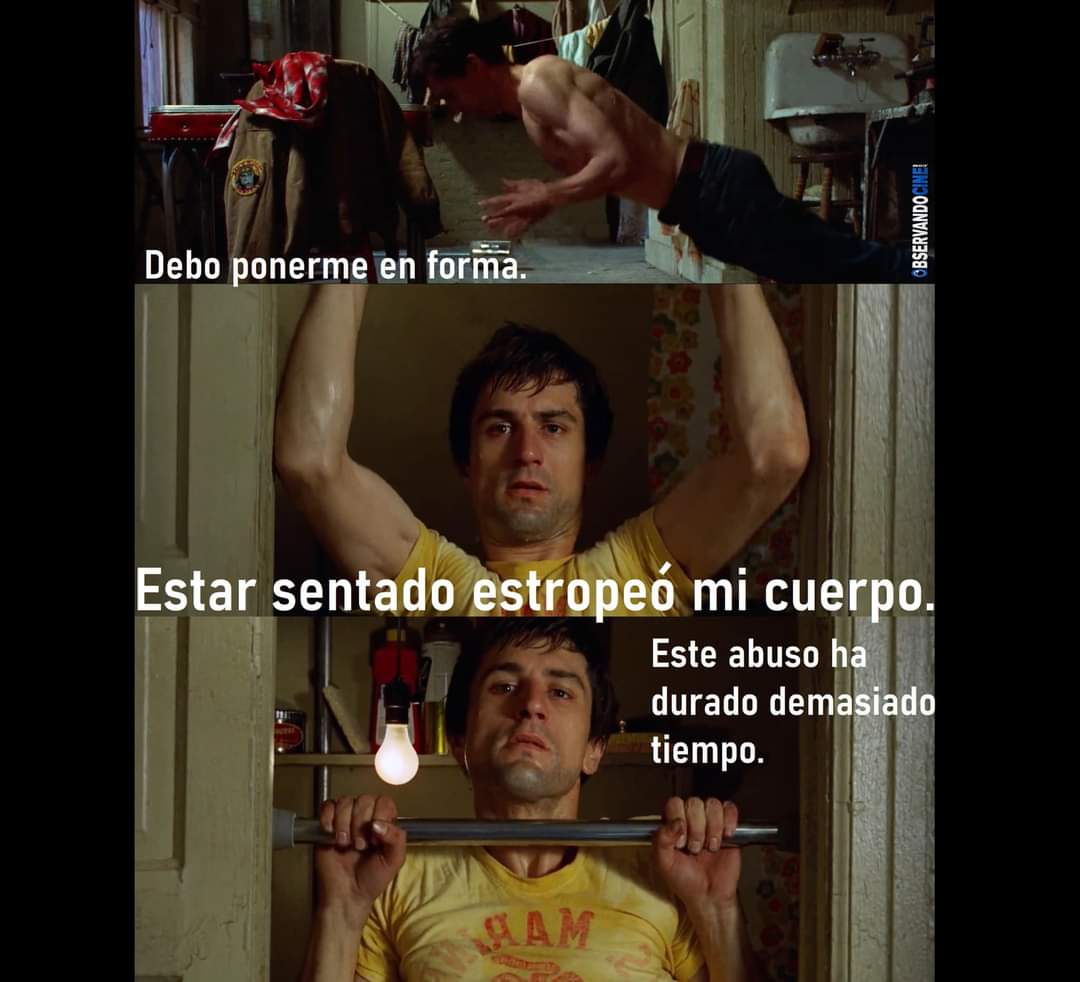 OBSERVANDOCINE!
Debo ponerme en forma.
Estar sentado estropeó mi cuerpo.
Este abuso ha
durado demasiado
tiempo.